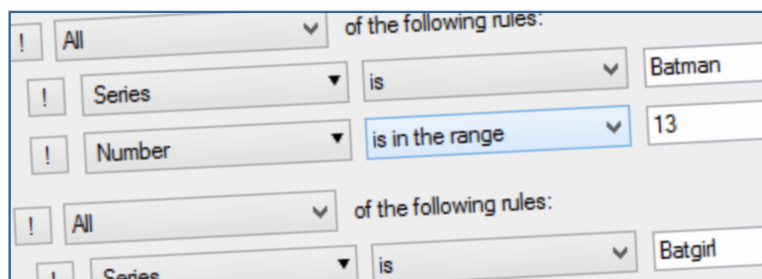 ! All of the following rules:
! Series is Batman
! Number is in the range 13
! All of the following rules:
! Series is Batgirl